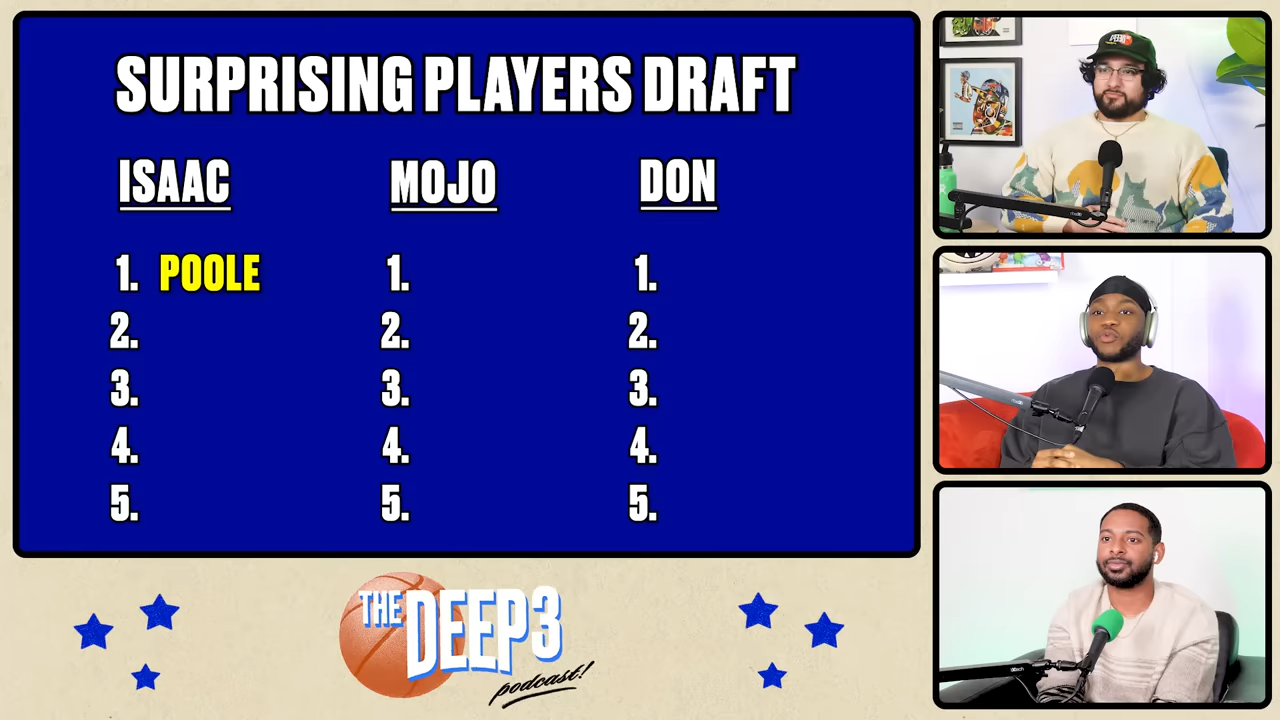 SURPRISING PLAYERS DRAFT
ISAAC
1. POOLE
2.
3.
4.
5.
MOJO
1.
2.
3.
4.
5.
DON
1.
2.
3.
4.
5.
THE DEEP3
podcast!